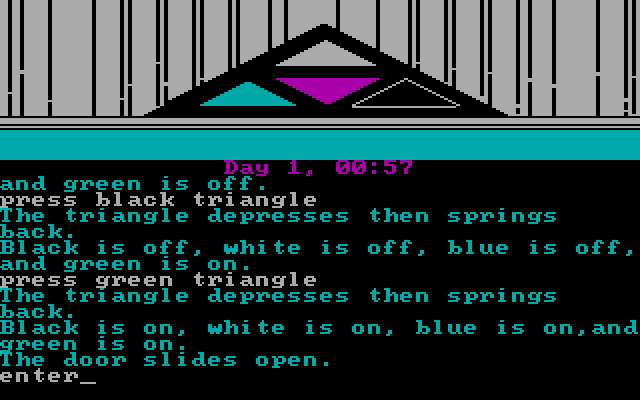 Day 1, 00:57
and green is off.
press black triangle
The triangle depresses then springs
back.
Black is off, white is off, blue is off,
and green is on.
press green triangle
The triangle depresses then springs
back.
Black is on, white is on, blue is on,and
green is on.
The door slides open.
enter_